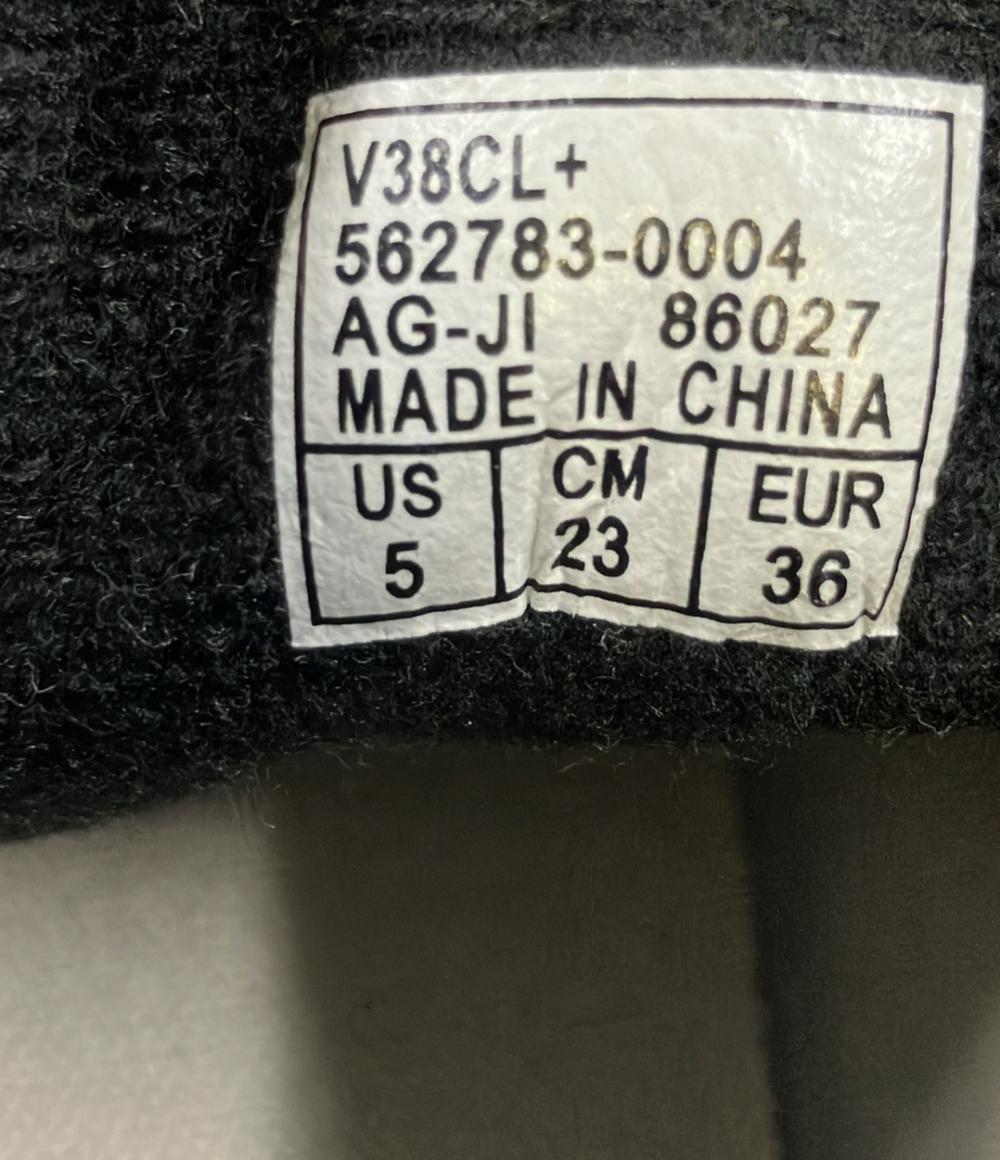 V38CL+
562783-0004
AG-JI 86027
MADE IN CHINA
US CM EUR
5 23 36